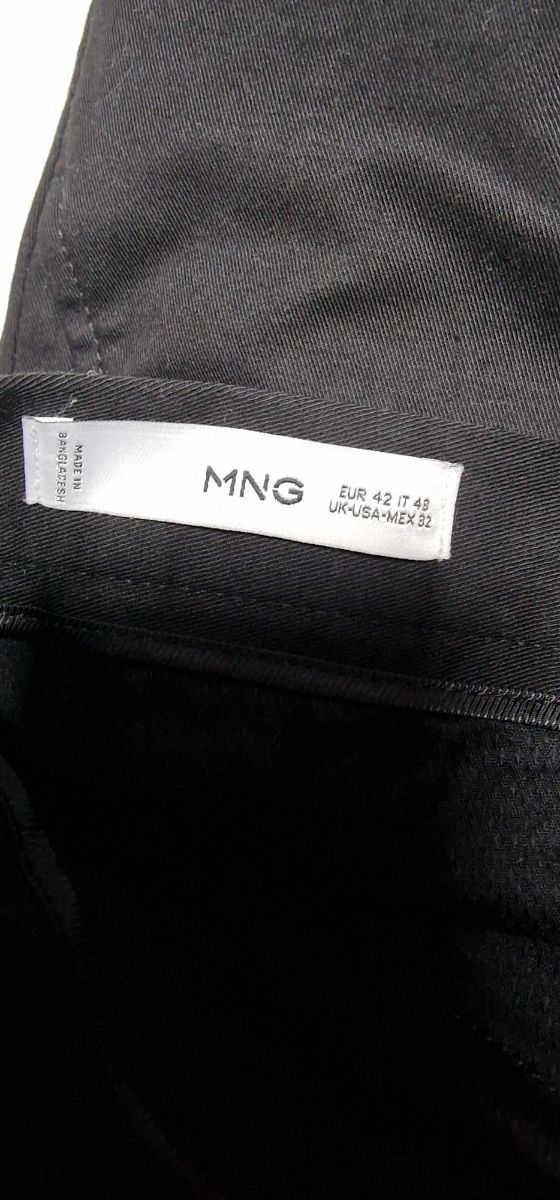 MADE IN
BANGLADESH
MNG
EUR 42 IT 48
UK-USA-MEX 32